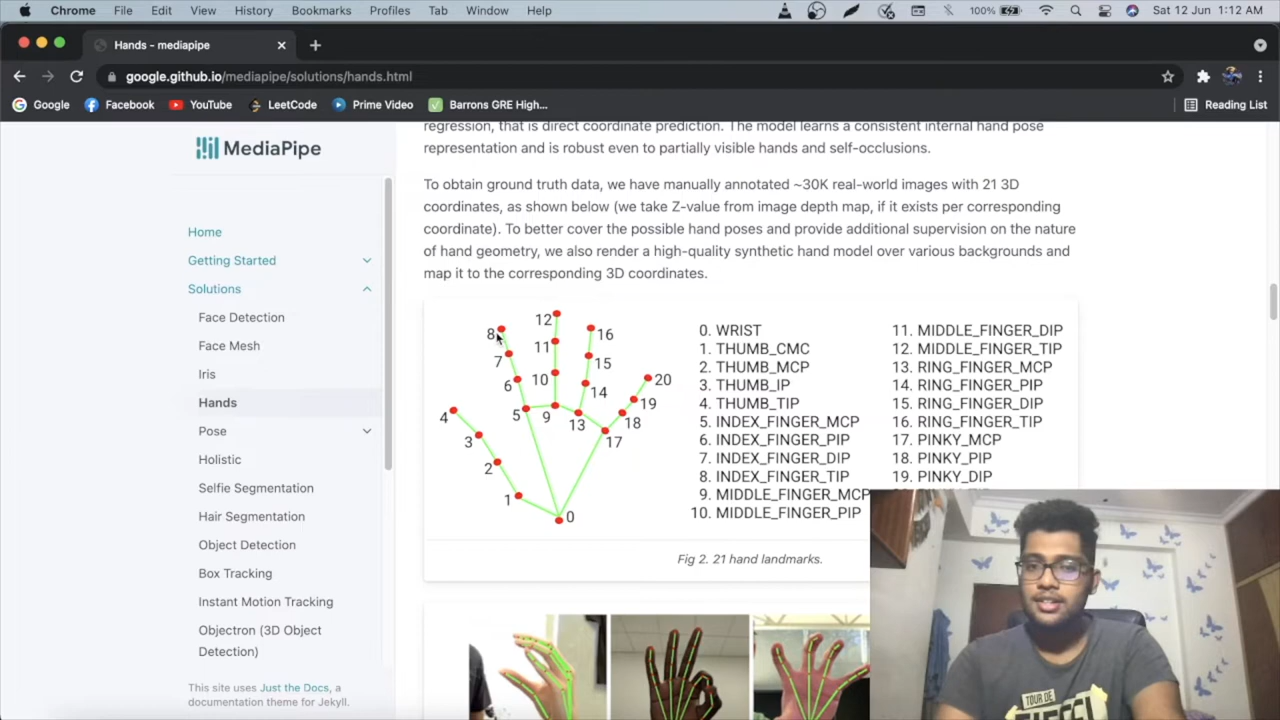 Chrome File Edit View History Bookmarks Profiles Tab Window Help 100% Sat 12 Jun 1:12 AM
Hands - mediapipe
google.github.io/mediapipe/solutions/hands.html
Google Facebook YouTube LeetCode Prime Video Barrons GRE High... Reading List
MediaPipe
Home
Getting Started
Solutions
Face Detection
Face Mesh
Iris
Hands
Pose
Holistic
Selfie Segmentation
Hair Segmentation
Object Detection
Box Tracking
Instant Motion Tracking
Objectron (3D Object
Detection)
This site uses Just the Docs, a
documentation theme for Jekyll.
regression, that is direct coordinate prediction. The model learns a consistent internal hand pose
representation and is robust even to partially visible hands and self-occlusions.
To obtain ground truth data, we have manually annotated ~30K real-world images with 21 3D
coordinates, as shown below (we take Z-value from image depth map, if it exists per corresponding
coordinate). To better cover the possible hand poses and provide additional supervision on the nature
of hand geometry, we also render a high-quality synthetic hand model over various backgrounds and
map it to the corresponding 3D coordinates.
12
8 16
11
7 15
6 10 20
14 19
4 5 9 18
13
3 17
2
1
0
0. WRIST
1. THUMB_CMC
2. THUMB_MCP
3. THUMB_IP
4. THUMB_TIP
5. INDEX_FINGER_MCP
6. INDEX_FINGER_PIP
7. INDEX_FINGER_DIP
8. INDEX_FINGER_TIP
9. MIDDLE_FINGER_MCP
10. MIDDLE_FINGER_PIP
11. MIDDLE_FINGER_DIP
12. MIDDLE_FINGER_TIP
13. RING_FINGER_MCP
14. RING_FINGER_PIP
15. RING_FINGER_DIP
16. RING_FINGER_TIP
17. PINKY_MCP
18. PINKY_PIP
19. PINKY_DIP
Fig 2. 21 hand landmarks.
TOUR DE